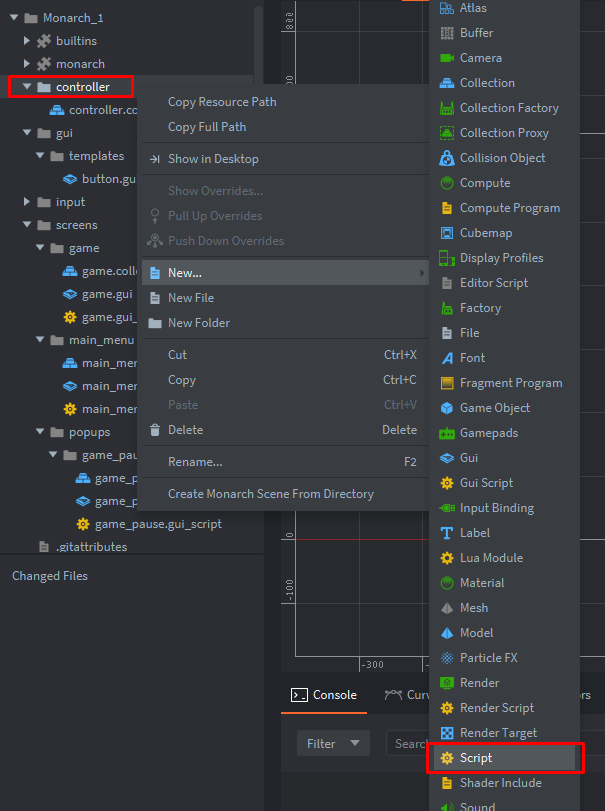 Monarch_1
builtins
monarch
controller
controller.co
gui
templates
button.gu
input
screens
game
game.colle
game.gui
game.gui_
main_menu
main_men
main_men
main_men
popups
game_pau
game_p
game_p
game_pause.gui_script
.gitattributes
Changed Files
Copy Resource Path
Copy Full Path
Show in Desktop
Show Overrides...
Pull Up Overrides
Push Down Overrides
New...
New File
New Folder
Cut Ctrl+X
Copy Ctrl+C
Paste Ctrl+V
Delete Delete
Rename... F2
Create Monarch Scene From Directory
Atlas
Buffer
Camera
Collection
Collection Factory
Collection Proxy
Collision Object
Compute
Compute Program
Cubemap
Display Profiles
Editor Script
Factory
File
Font
Fragment Program
Game Object
Gamepads
Gui
Gui Script
Input Binding
Label
Lua Module
Material
Mesh
Model
Particle FX
Render
Render Script
Render Target
Script
Shader Include
Sound
800
0
-100
-300
Console
Curv
rs
Filter
Searc